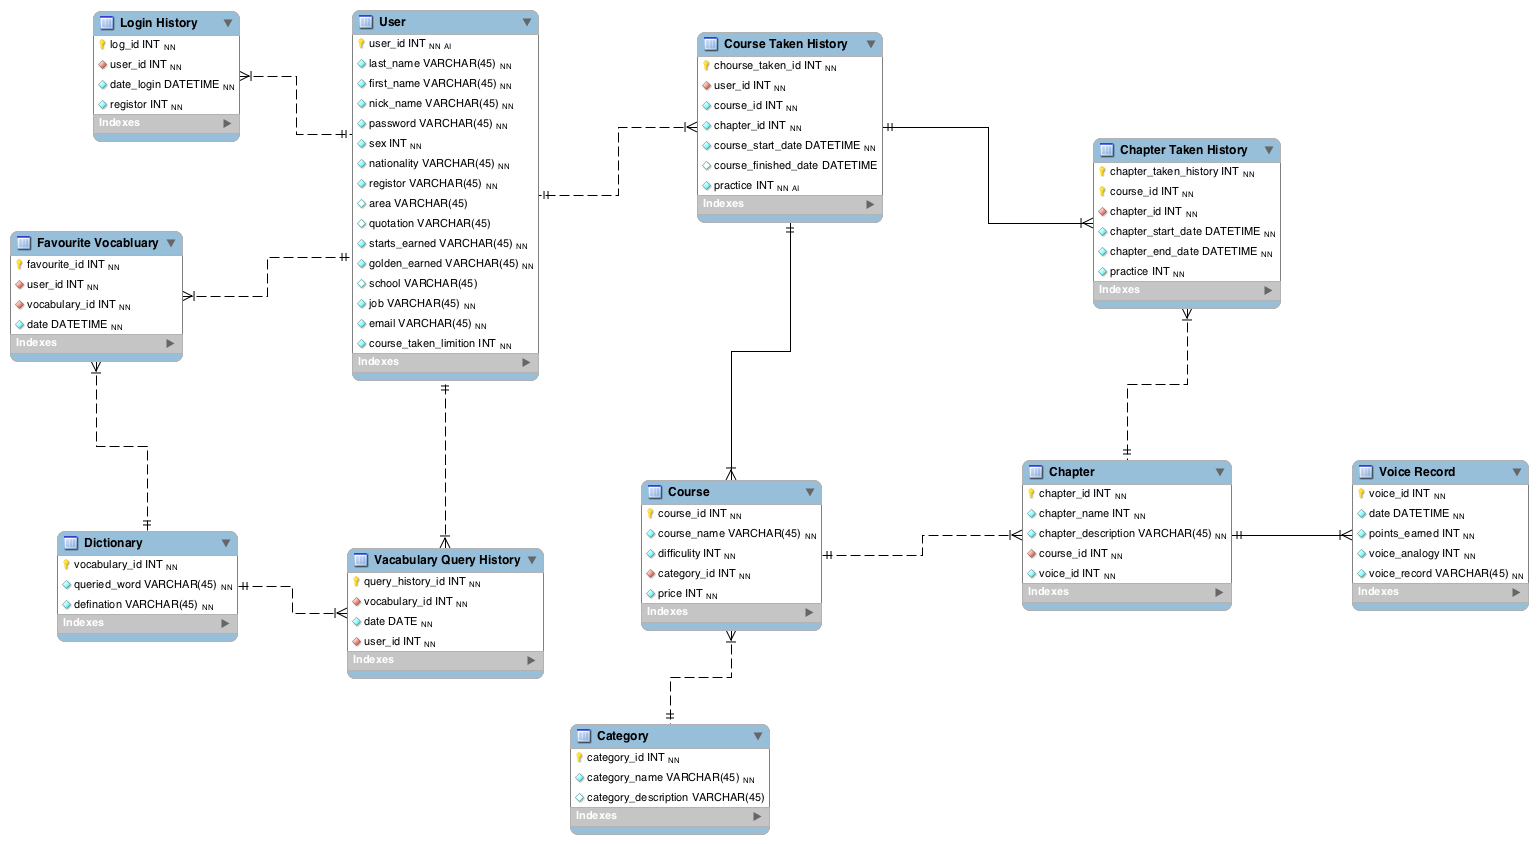 Login History
log_id INT NN
user_id INT NN
date_login DATETIME NN
registor INT NN
Indexes
User
user_id INT NN AI
last_name VARCHAR(45) NN
first_name VARCHAR(45) NN
nick_name VARCHAR(45) NN
password VARCHAR(45) NN
sex INT NN
nationality VARCHAR(45) NN
registor VARCHAR(45) NN
area VARCHAR(45)
quotation VARCHAR(45)
starts_earned VARCHAR(45) NN
golden_earned VARCHAR(45) NN
school VARCHAR(45)
job VARCHAR(45) NN
email VARCHAR(45) NN
course_taken_limition INT NN
Indexes
Course Taken History
chourse_taken_id INT NN
user_id INT NN
course_id INT NN
chapter_id INT NN
course_start_date DATETIME NN
course_finished_date DATETIME
practice INT NN AI
Indexes
Chapter Taken History
chapter_taken_history INT NN
course_id INT NN
chapter_id INT NN
chapter_start_date DATETIME NN
chapter_end_date DATETIME NN
practice INT NN
Indexes
Favourite Vocabluary
favourite_id INT NN
user_id INT NN
vocabulary_id INT NN
date DATETIME NN
Indexes
Dictionary
vocabulary_id INT NN
queried_word VARCHAR(45) NN
defination VARCHAR(45) NN
Indexes
Vacabulary Query History
query_history_id INT NN
vocabulary_id INT NN
date DATE NN
user_id INT NN
Indexes
Course
course_id INT NN
course_name VARCHAR(45) NN
difficulity INT NN
category_id INT NN
price INT NN
Indexes
Chapter
chapter_id INT NN
chapter_name INT NN
chapter_description VARCHAR(45) NN
course_id INT NN
voice_id INT NN
Indexes
Voice Record
voice_id INT NN
date DATETIME NN
points_earned INT NN
voice_analogy INT NN
voice_record VARCHAR(45) NN
Indexes
Category
category_id INT NN
category_name VARCHAR(45) NN
category_description VARCHAR(45)
Indexes